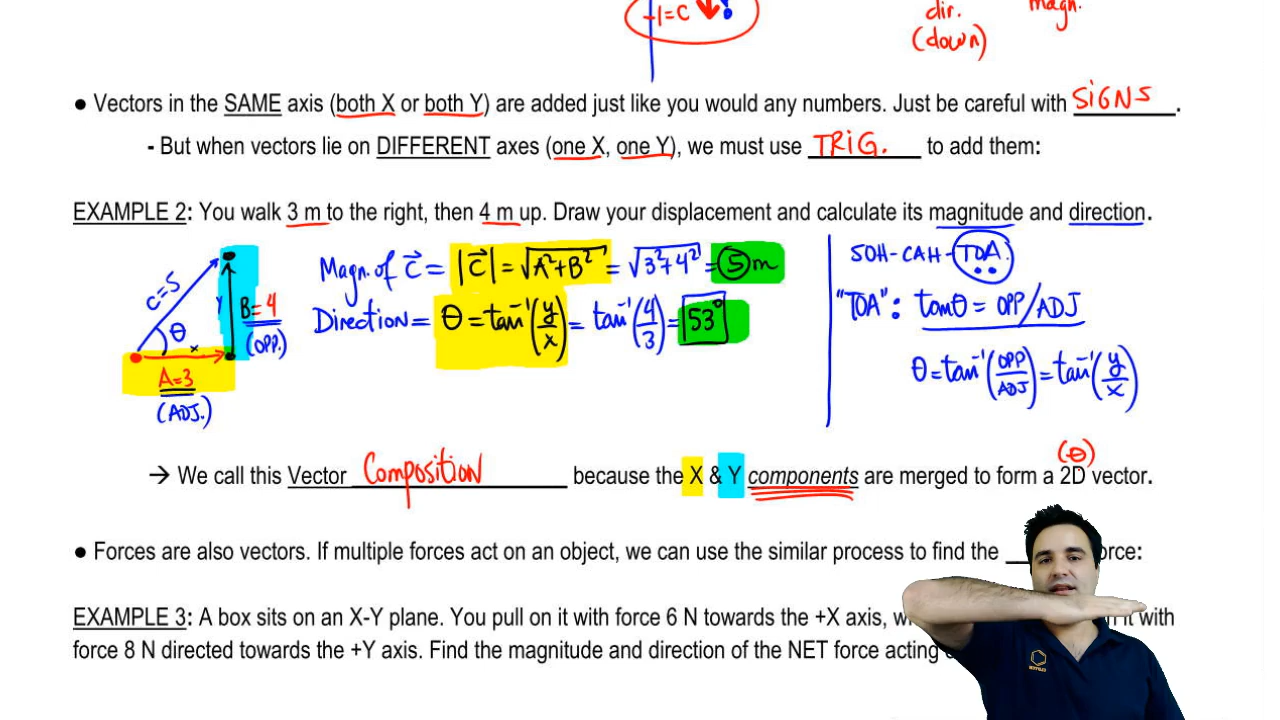 -1=C
dir.
magn.
(down)
● Vectors in the SAME axis (both X or both Y) are added just like you would any numbers. Just be careful with SiGNS.
- But when vectors lie on DIFFERENT axes (one X, one Y), we must use TRiG. to add them:
EXAMPLE 2: You walk 3 m to the right, then 4 m up. Draw your displacement and calculate its magnitude and direction.
C=5
θ
x
y
B=4
(OPP.)
A=3
(ADJ.)
Magn. of C⃗ = |C⃗| = √A²+B² = √3²+4² = 5m
Direction = θ = tan⁻¹(y/x) = tan⁻¹(4/3) = 53°
SOH-CAH-TOA
"TOA": tanθ = OPP/ADJ
θ = tan⁻¹(OPP/ADJ) = tan⁻¹(y/x)
(θ)
→ We call this Vector Composition because the X & Y components are merged to form a 2D vector.
● Forces are also vectors. If multiple forces act on an object, we can use the similar process to find the
EXAMPLE 3: A box sits on an X-Y plane. You pull on it with force 6 N towards the +X axis, it with
force 8 N directed towards the +Y axis. Find the magnitude and direction of the NET force acting